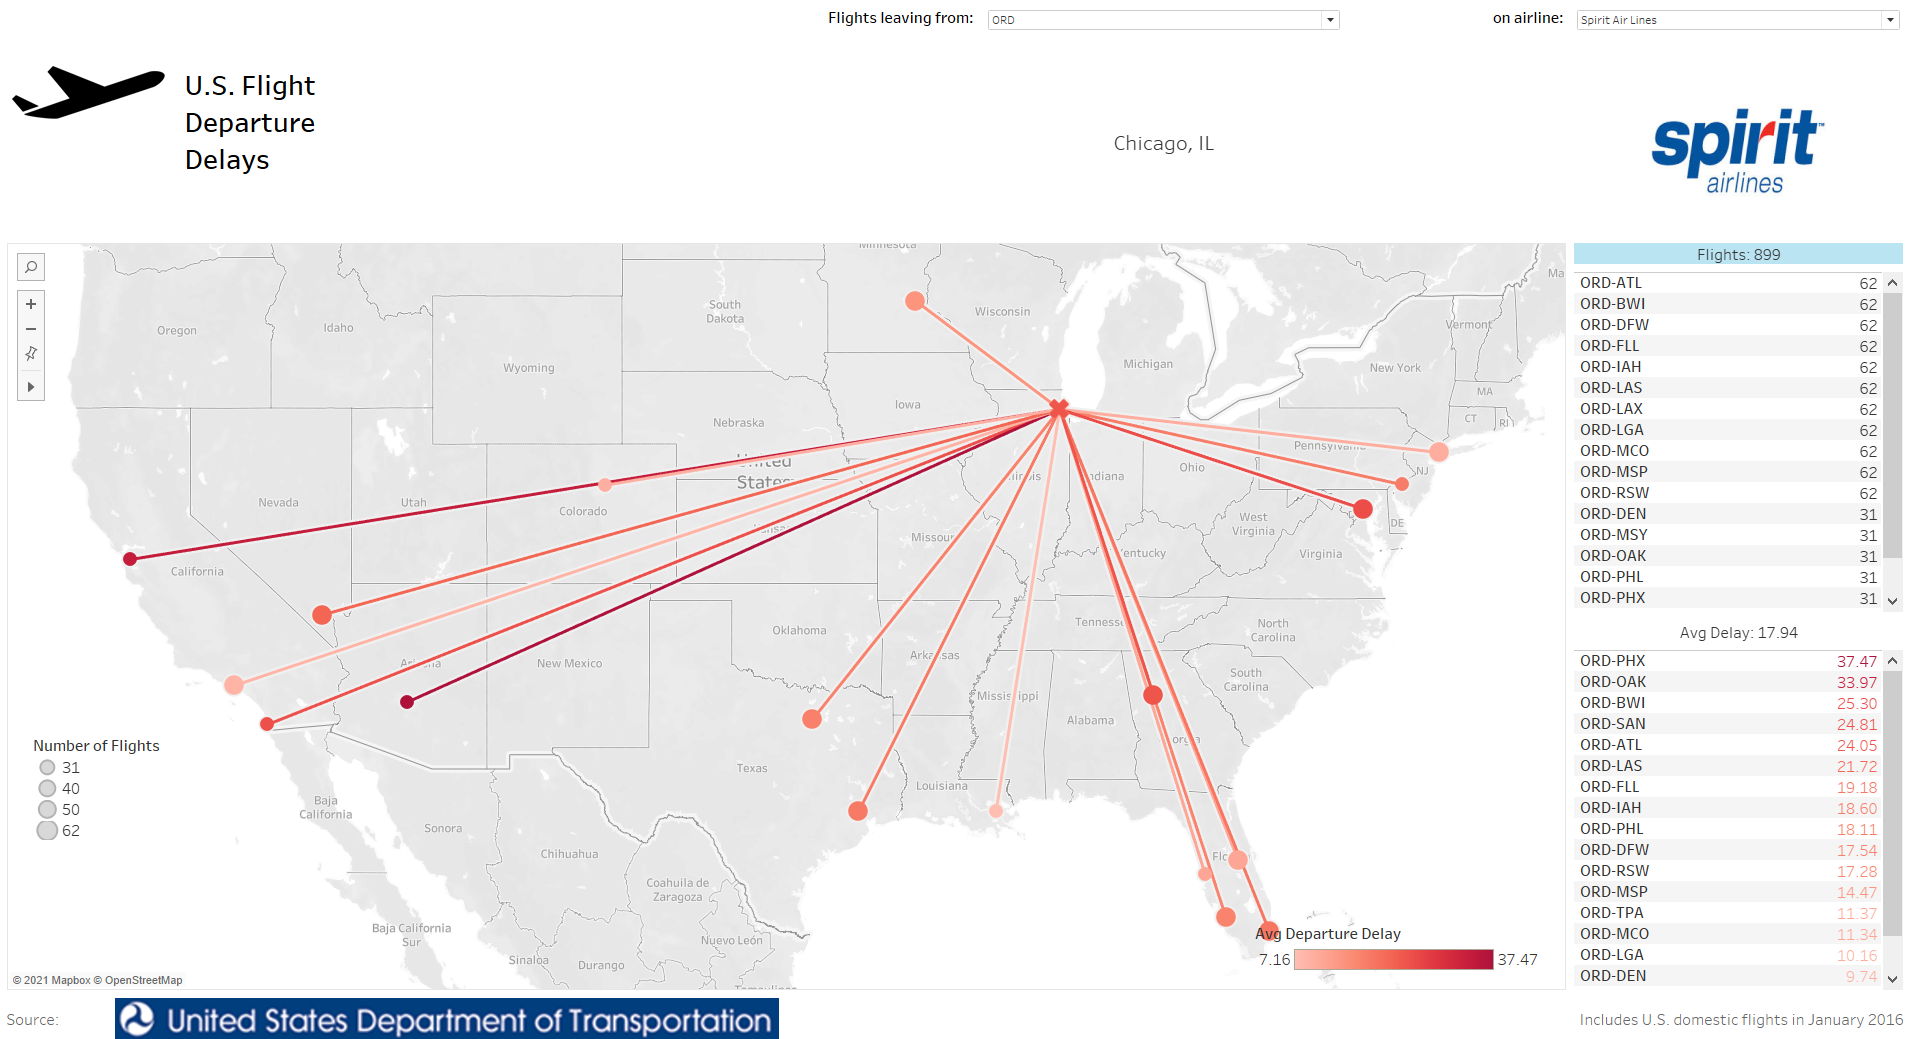 Flights leaving from: ORD on airline: Spirit Air Lines
U.S. Flight
Departure
Delays
Chicago, IL
spirit™
airlines
Minnesota
Ma
Oregon
Idaho
South
Dakota
Wisconsin
Vermont
Wyoming
Michigan
New York
MA
Iowa
CT RI
Nebraska
Pennsylvania
United
States
Illinois
Indiana
Ohio
NJ
Nevada
Utah
Colorado
Kansas
Missouri
West
Virginia
DE
Kentucky
Virginia
California
Oklahoma
Tennessee
North
Carolina
Arizona
New Mexico
Arkansas
South
Carolina
Mississippi
Alabama
Georgia
Texas
Louisiana
Baja
California
Sonora
Chihuahua
Florida
Coahuila de
Zaragoza
Baja California
Sur
Nuevo León
Sinaloa
Durango
Tamaulipas
Number of Flights
31
40
50
62
Avg Departure Delay
7.16 37.47
© 2021 Mapbox © OpenStreetMap
Flights: 899
ORD-ATL 62
ORD-BWI 62
ORD-DFW 62
ORD-FLL 62
ORD-IAH 62
ORD-LAS 62
ORD-LAX 62
ORD-LGA 62
ORD-MCO 62
ORD-MSP 62
ORD-RSW 62
ORD-DEN 31
ORD-MSY 31
ORD-OAK 31
ORD-PHL 31
ORD-PHX 31
Avg Delay: 17.94
ORD-PHX 37.47
ORD-OAK 33.97
ORD-BWI 25.30
ORD-SAN 24.81
ORD-ATL 24.05
ORD-LAS 21.72
ORD-FLL 19.18
ORD-IAH 18.60
ORD-PHL 18.11
ORD-DFW 17.54
ORD-RSW 17.28
ORD-MSP 14.47
ORD-TPA 11.37
ORD-MCO 11.34
ORD-LGA 10.16
ORD-DEN 9.74
Source: United States Department of Transportation
Includes U.S. domestic flights in January 2016